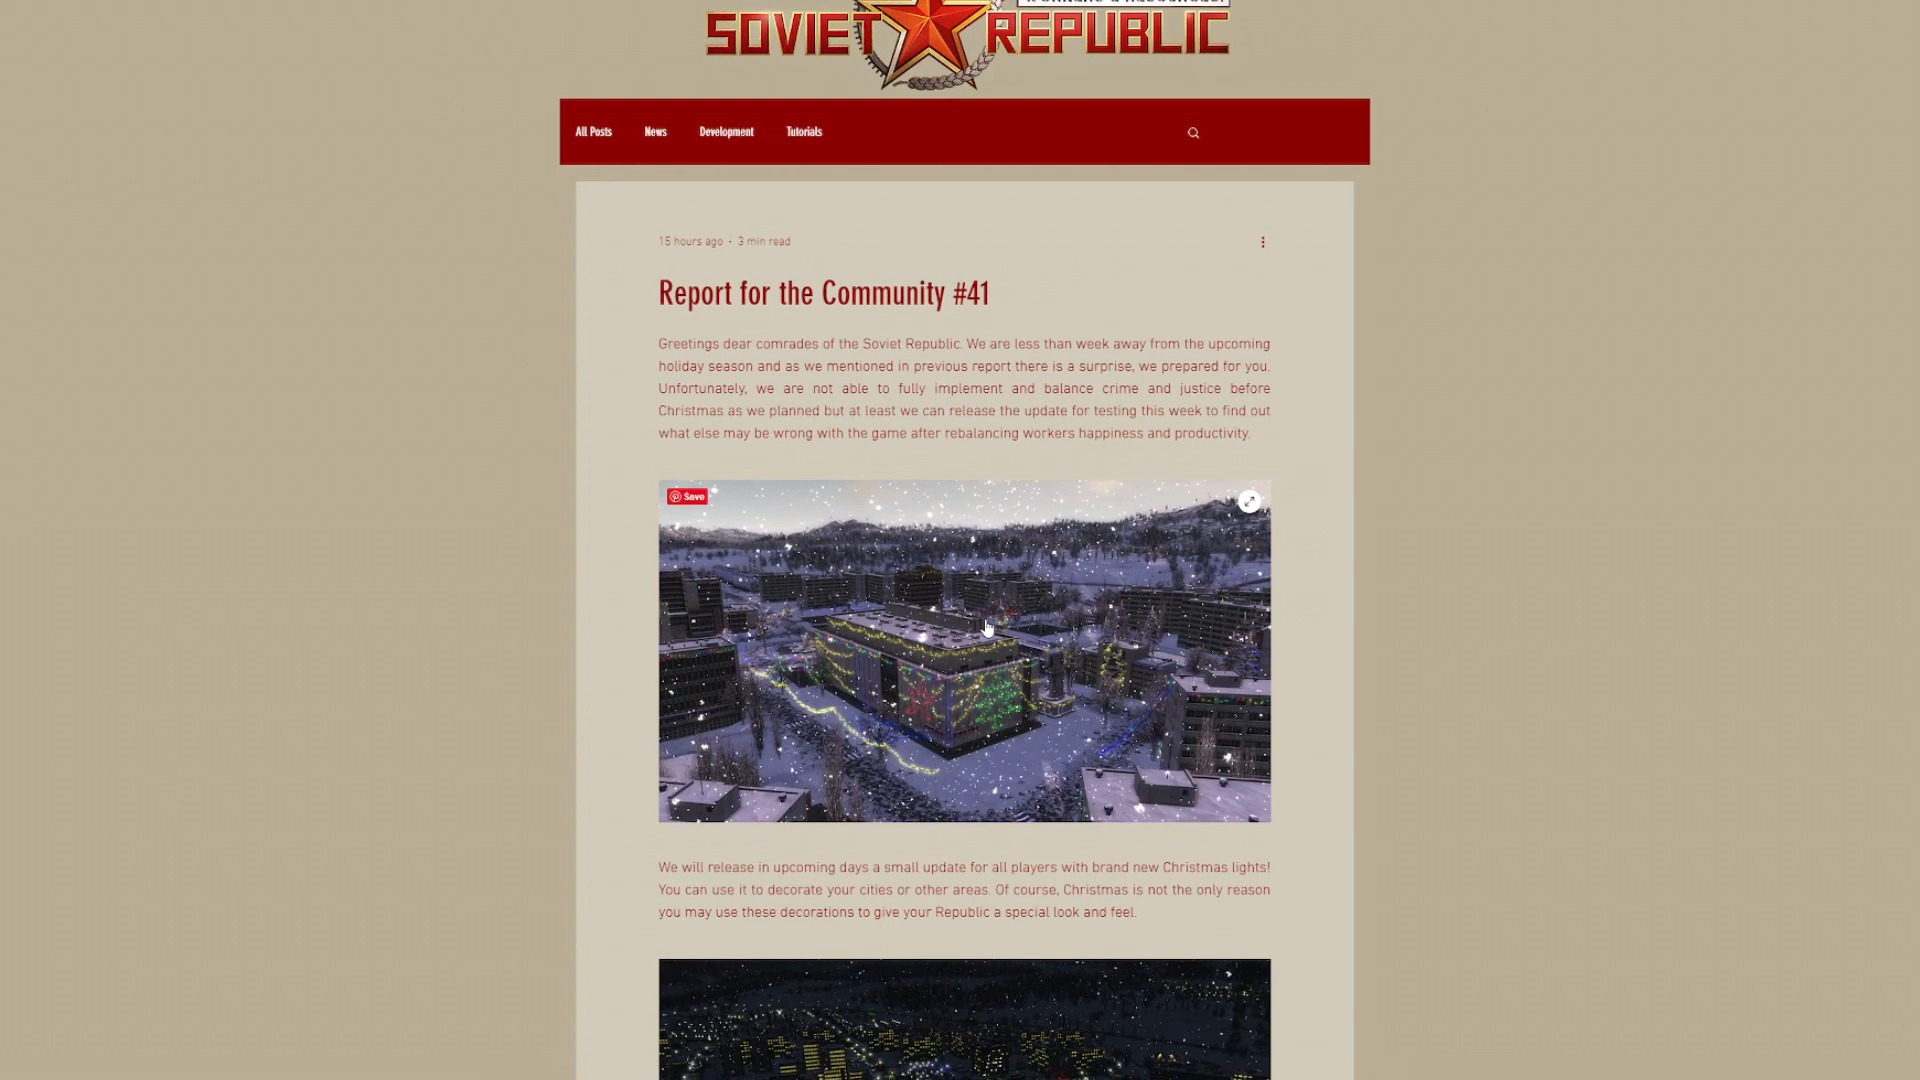 SOVIET REPUBLIC
All Posts News Development Tutorials
15 hours ago · 3 min read
Report for the Community #41
Greetings dear comrades of the Soviet Republic. We are less than week away from the upcoming
holiday season and as we mentioned in previous report there is a surprise, we prepared for you.
Unfortunately, we are not able to fully implement and balance crime and justice before
Christmas as we planned but at least we can release the update for testing this week to find out
what else may be wrong with the game after rebalancing workers happiness and productivity.
Save
We will release in upcoming days a small update for all players with brand new Christmas lights!
You can use it to decorate your cities or other areas. Of course, Christmas is not the only reason
you may use these decorations to give your Republic a special look and feel.